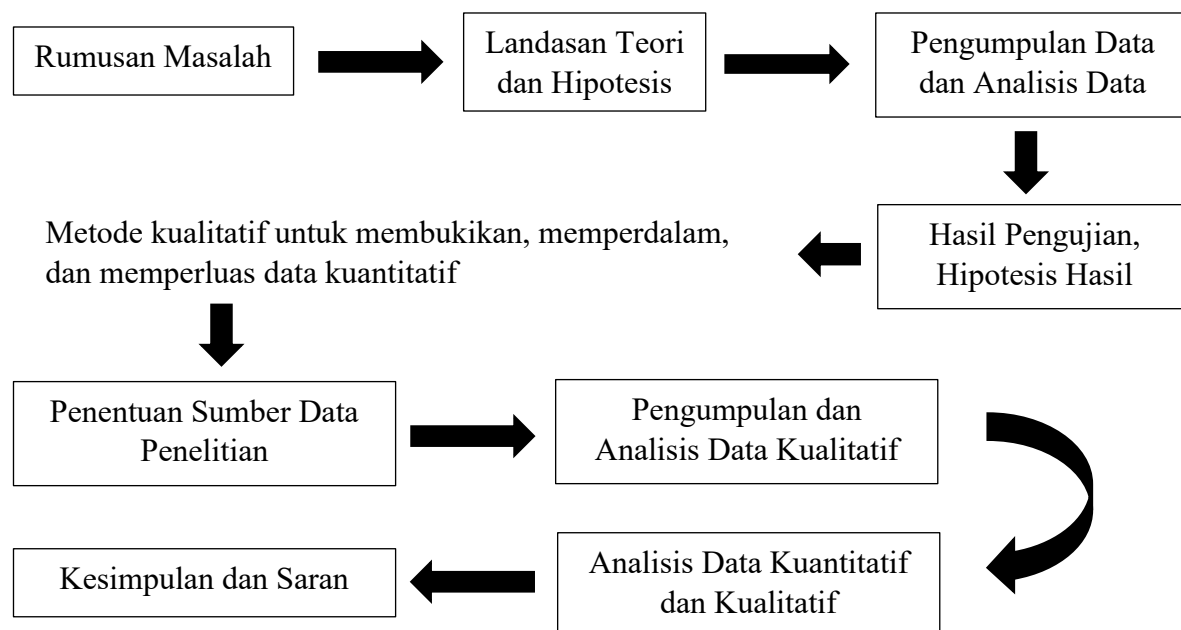 Rumusan Masalah
Landasan Teori
dan Hipotesis
Pengumpulan Data
dan Analisis Data
Hasil Pengujian,
Hipotesis Hasil
Metode kualitatif untuk membukikan, memperdalam,
dan memperluas data kuantitatif
Penentuan Sumber Data
Penelitian
Pengumpulan dan
Analisis Data Kualitatif
Analisis Data Kuantitatif
dan Kualitatif
Kesimpulan dan Saran